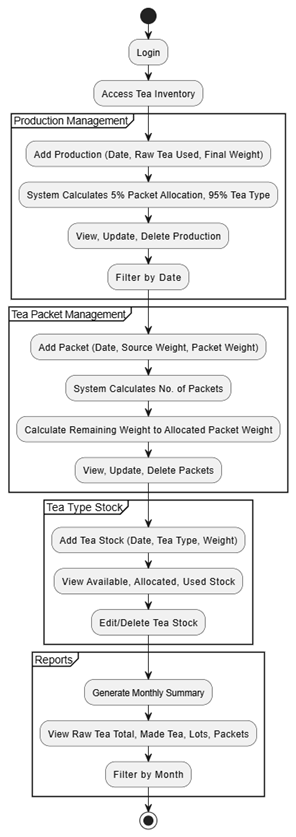 Login
Access Tea Inventory
Production Management
Add Production (Date, Raw Tea Used, Final Weight)
System Calculates 5% Packet Allocation, 95% Tea Type
View, Update, Delete Production
Filter by Date
Tea Packet Management
Add Packet (Date, Source Weight, Packet Weight)
System Calculates No. of Packets
Calculate Remaining Weight to Allocated Packet Weight
View, Update, Delete Packets
Tea Type Stock
Add Tea Stock (Date, Tea Type, Weight)
View Available, Allocated, Used Stock
Edit/Delete Tea Stock
Reports
Generate Monthly Summary
View Raw Tea Total, Made Tea, Lots, Packets
Filter by Month